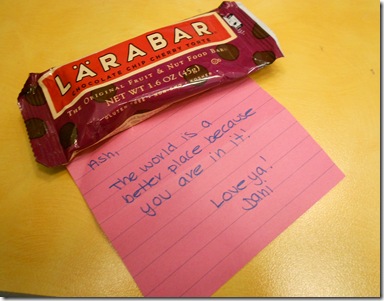 LÄRABAR
CHOCOLATE CHIP CHERRY TORTE
THE ORIGINAL FRUIT & NUT FOOD BAR
NET WT 1.6 OZ (45g)
Ash,
The world is a
better place because
you are in it!
Love ya!
Dani